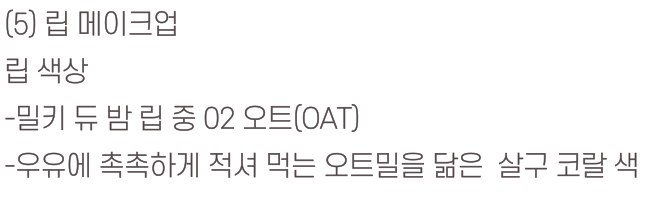 (5) 립 메이크업
립 색상
-밀키 듀 밤 립 중 02 오트(OAT)
-우유에 촉촉하게 적셔 먹는 오트밀을 닮은  살구 코랄 색